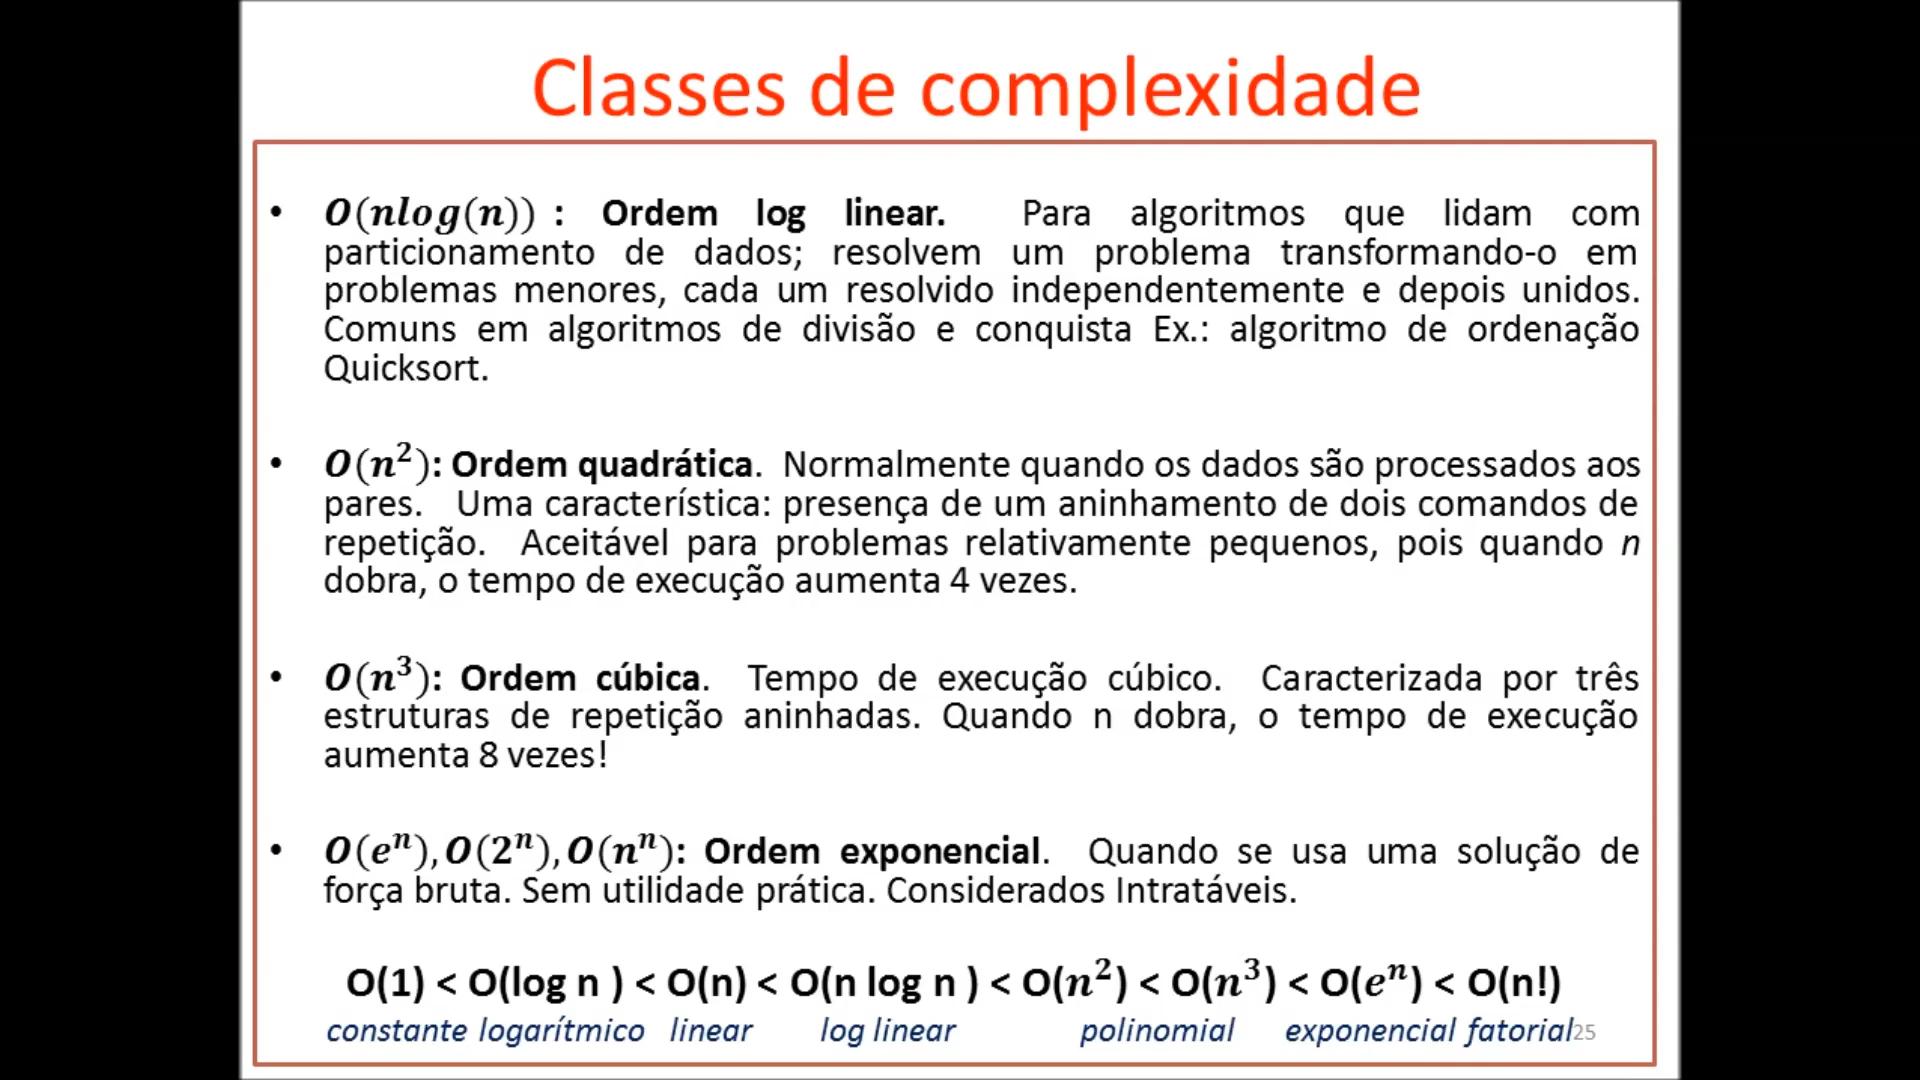 Classes de complexidade
• O(nlog(n)) : Ordem log linear. Para algoritmos que lidam com
particionamento de dados; resolvem um problema transformando-o em
problemas menores, cada um resolvido independentemente e depois unidos.
Comuns em algoritmos de divisão e conquista Ex.: algoritmo de ordenação
Quicksort.
• O(n²): Ordem quadrática. Normalmente quando os dados são processados aos
pares. Uma característica: presença de um aninhamento de dois comandos de
repetição. Aceitável para problemas relativamente pequenos, pois quando n
dobra, o tempo de execução aumenta 4 vezes.
• O(n³): Ordem cúbica. Tempo de execução cúbico. Caracterizada por três
estruturas de repetição aninhadas. Quando n dobra, o tempo de execução
aumenta 8 vezes!
• O(eⁿ), O(2ⁿ), O(nⁿ): Ordem exponencial. Quando se usa uma solução de
força bruta. Sem utilidade prática. Considerados Intratáveis.
O(1) < O(log n ) < O(n) < O(n log n ) < O(n²) < O(n³) < O(eⁿ) < O(n!)
constante logarítmico linear log linear polinomial exponencial fatorial 25